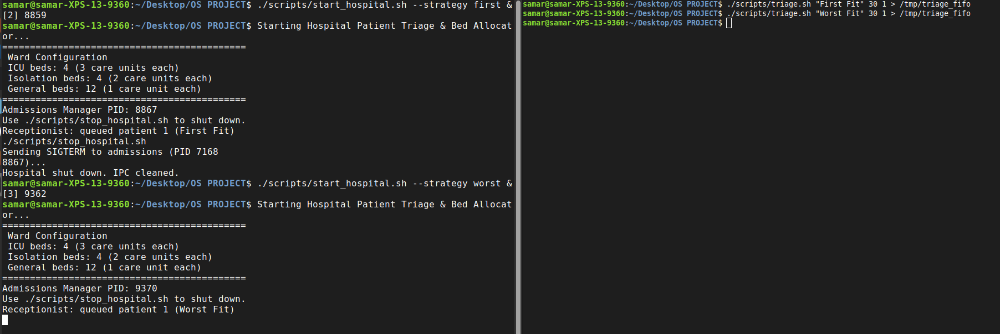 samar@samar-XPS-13-9360:~/Desktop/OS PROJECT$ ./scripts/start_hospital.sh --strategy first &
[2] 8859
samar@samar-XPS-13-9360:~/Desktop/OS PROJECT$ Starting Hospital Patient Triage & Bed Allocat
or...
============================================
 Ward Configuration
 ICU beds: 4 (3 care units each)
 Isolation beds: 4 (2 care units each)
 General beds: 12 (1 care unit each)
============================================
Admissions Manager PID: 8867
Use ./scripts/stop_hospital.sh to shut down.
Receptionist: queued patient 1 (First Fit)
./scripts/stop_hospital.sh
Sending SIGTERM to admissions (PID 7168
8867)...
Hospital shut down. IPC cleaned.
samar@samar-XPS-13-9360:~/Desktop/OS PROJECT$ ./scripts/start_hospital.sh --strategy worst &
[3] 9362
samar@samar-XPS-13-9360:~/Desktop/OS PROJECT$ Starting Hospital Patient Triage & Bed Allocat
or...
============================================
 Ward Configuration
 ICU beds: 4 (3 care units each)
 Isolation beds: 4 (2 care units each)
 General beds: 12 (1 care unit each)
============================================
Admissions Manager PID: 9370
Use ./scripts/stop_hospital.sh to shut down.
Receptionist: queued patient 1 (Worst Fit)
samar@samar-XPS-13-9360:~/Desktop/OS PROJECT$ ./scripts/triage.sh "First Fit" 30 1 > /tmp/triage_fifo
samar@samar-XPS-13-9360:~/Desktop/OS PROJECT$ ./scripts/triage.sh "Worst Fit" 30 1 > /tmp/triage_fifo
samar@samar-XPS-13-9360:~/Desktop/OS PROJECT$